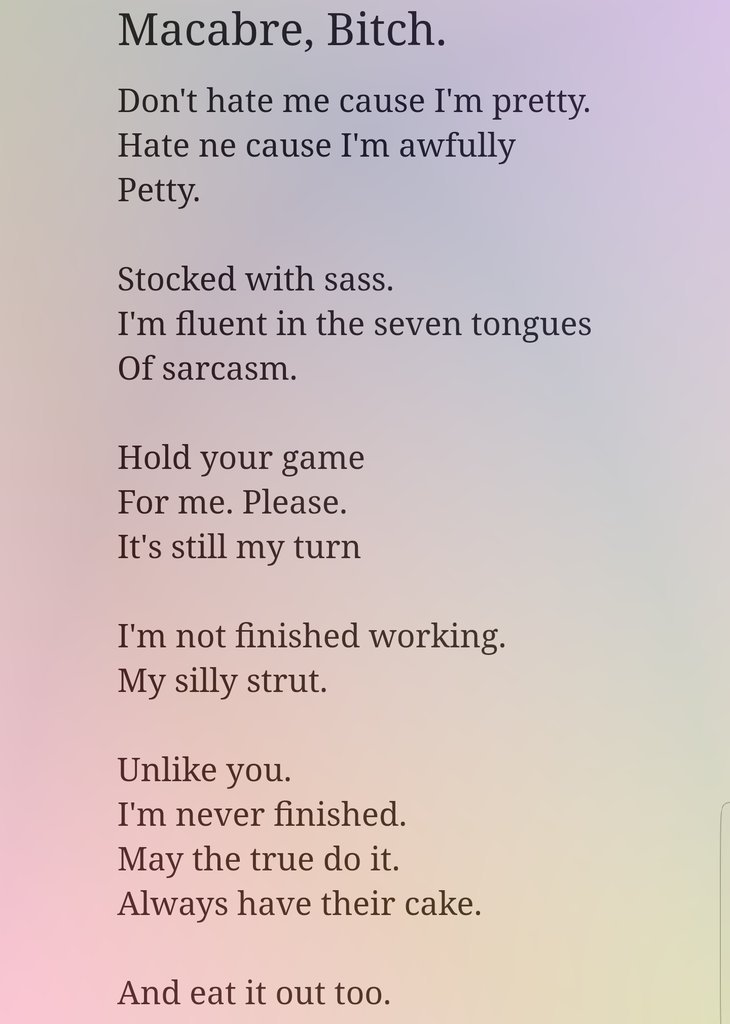 Macabre, Bitch.
Don't hate me cause I'm pretty.
Hate ne cause I'm awfully
Petty.
Stocked with sass.
I'm fluent in the seven tongues
Of sarcasm.
Hold your game
For me. Please.
It's still my turn
I'm not finished working.
My silly strut.
Unlike you.
I'm never finished.
May the true do it.
Always have their cake.
And eat it out too.